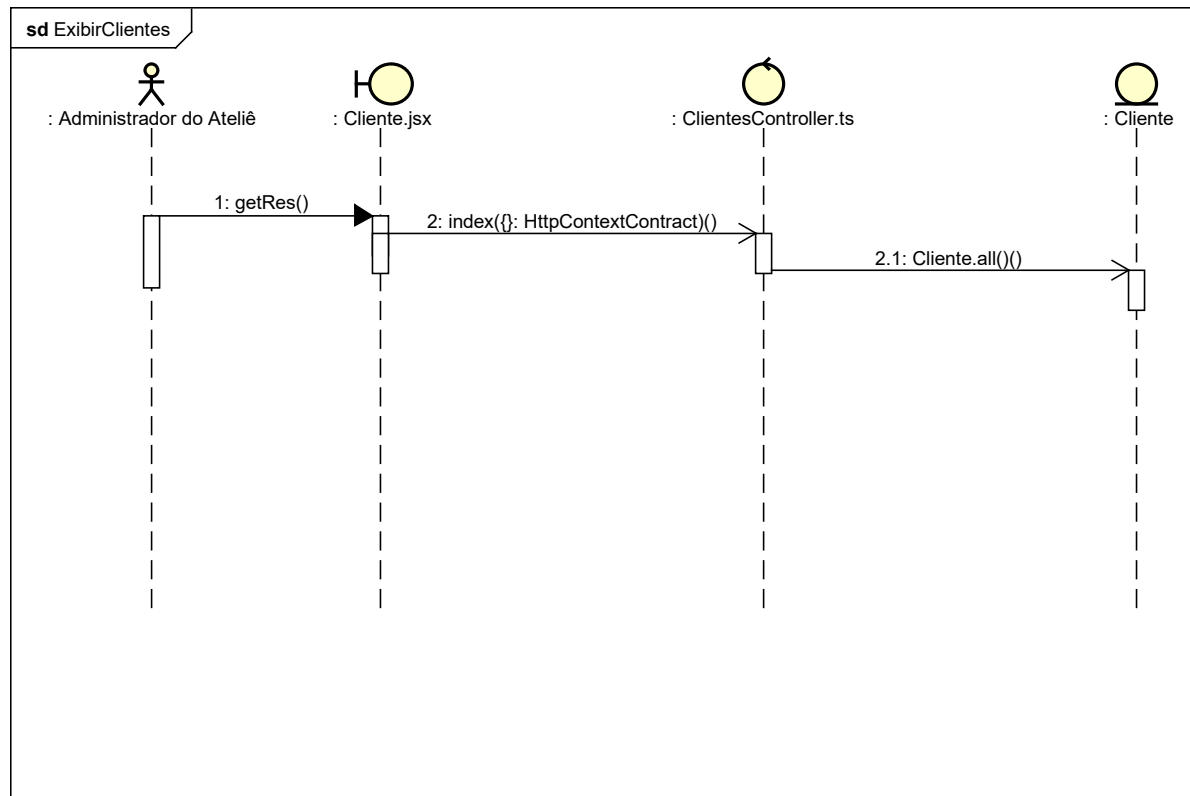 sd ExibirClientes
: Administrador do Ateliê
: Cliente.jsx
: ClientesController.ts
: Cliente
1: getRes()
2: index({}: HttpContextContract)()
2.1: Cliente.all()()